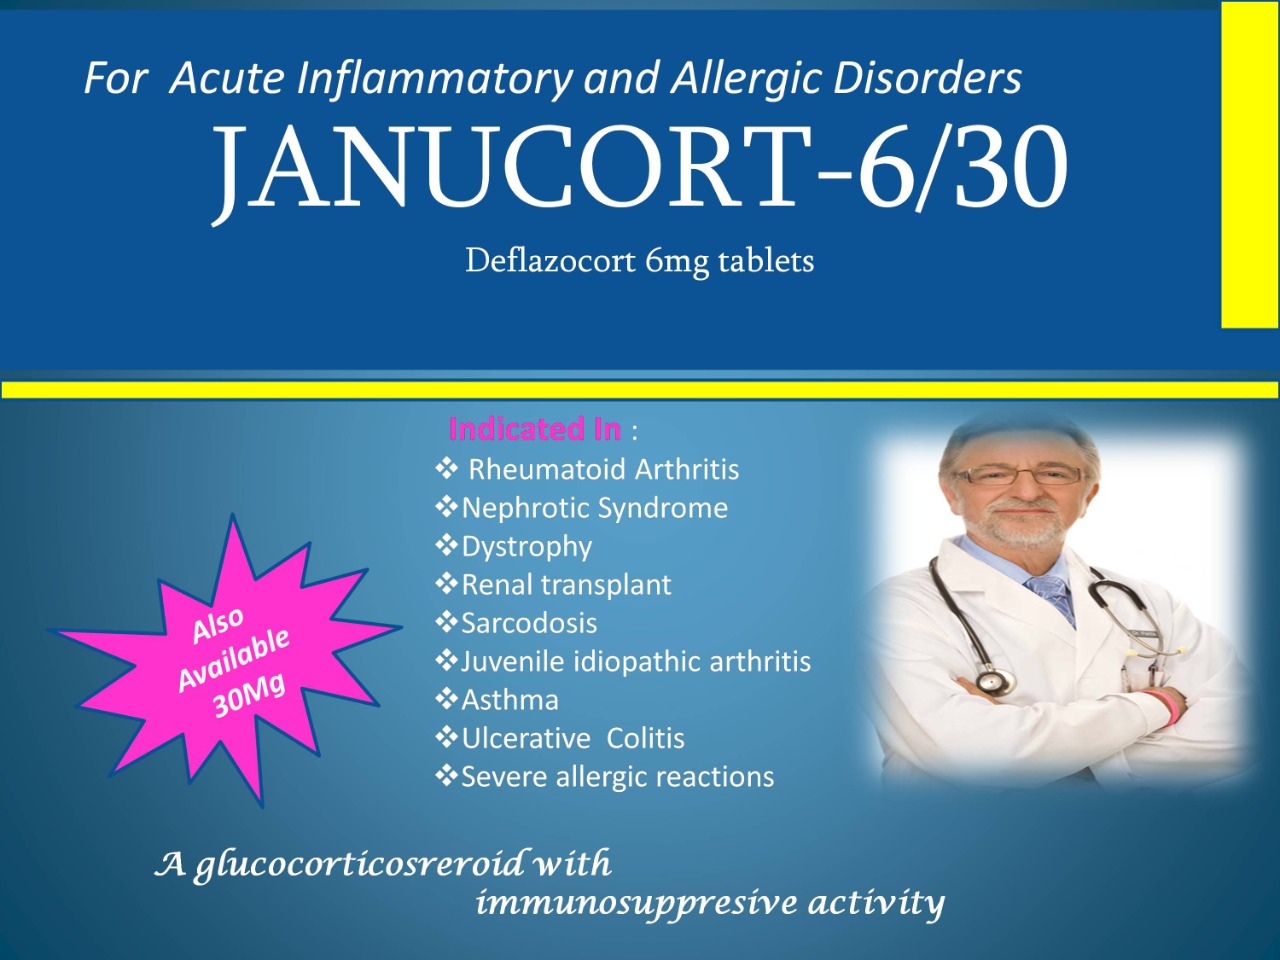 For  Acute Inflammatory and Allergic Disorders
JANUCORT-6/30
Deflazocort 6mg tablets
Indicated In :
❖ Rheumatoid Arthritis
❖Nephrotic Syndrome
❖Dystrophy
❖Renal transplant
❖Sarcodosis
❖Juvenile idiopathic arthritis
❖Asthma
❖Ulcerative  Colitis
❖Severe allergic reactions
Also
Available
30Mg
A glucocorticosreroid with
immunosuppresive activity